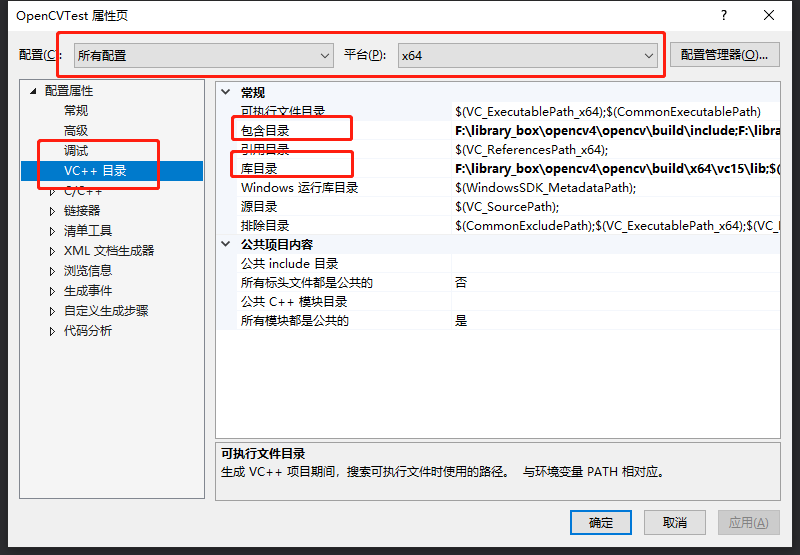 OpenCVTest 属性页
配置(C): 所有配置 平台(P): x64 配置管理器(O)...
配置属性
常规
高级
调试
VC++ 目录
C/C++
链接器
清单工具
XML 文档生成器
浏览信息
生成事件
自定义生成步骤
代码分析
常规
可执行文件目录 $(VC_ExecutablePath_x64);$(CommonExecutablePath)
包含目录 F:\library_box\opencv4\opencv\build\include;F:\libra
引用目录 $(VC_ReferencesPath_x64);
库目录 F:\library_box\opencv4\opencv\build\x64\vc15\lib;$(
Windows 运行库目录 $(WindowsSDK_MetadataPath);
源目录 $(VC_SourcePath);
排除目录 $(CommonExcludePath);$(VC_ExecutablePath_x64);$(VC_
公共项目内容
公共 include 目录
所有标头文件都是公共的 否
公共 C++ 模块目录
所有模块都是公共的 是
可执行文件目录
生成 VC++ 项目期间，搜索可执行文件时使用的路径。 与环境变量 PATH 相对应。
确定 取消 应用(A)